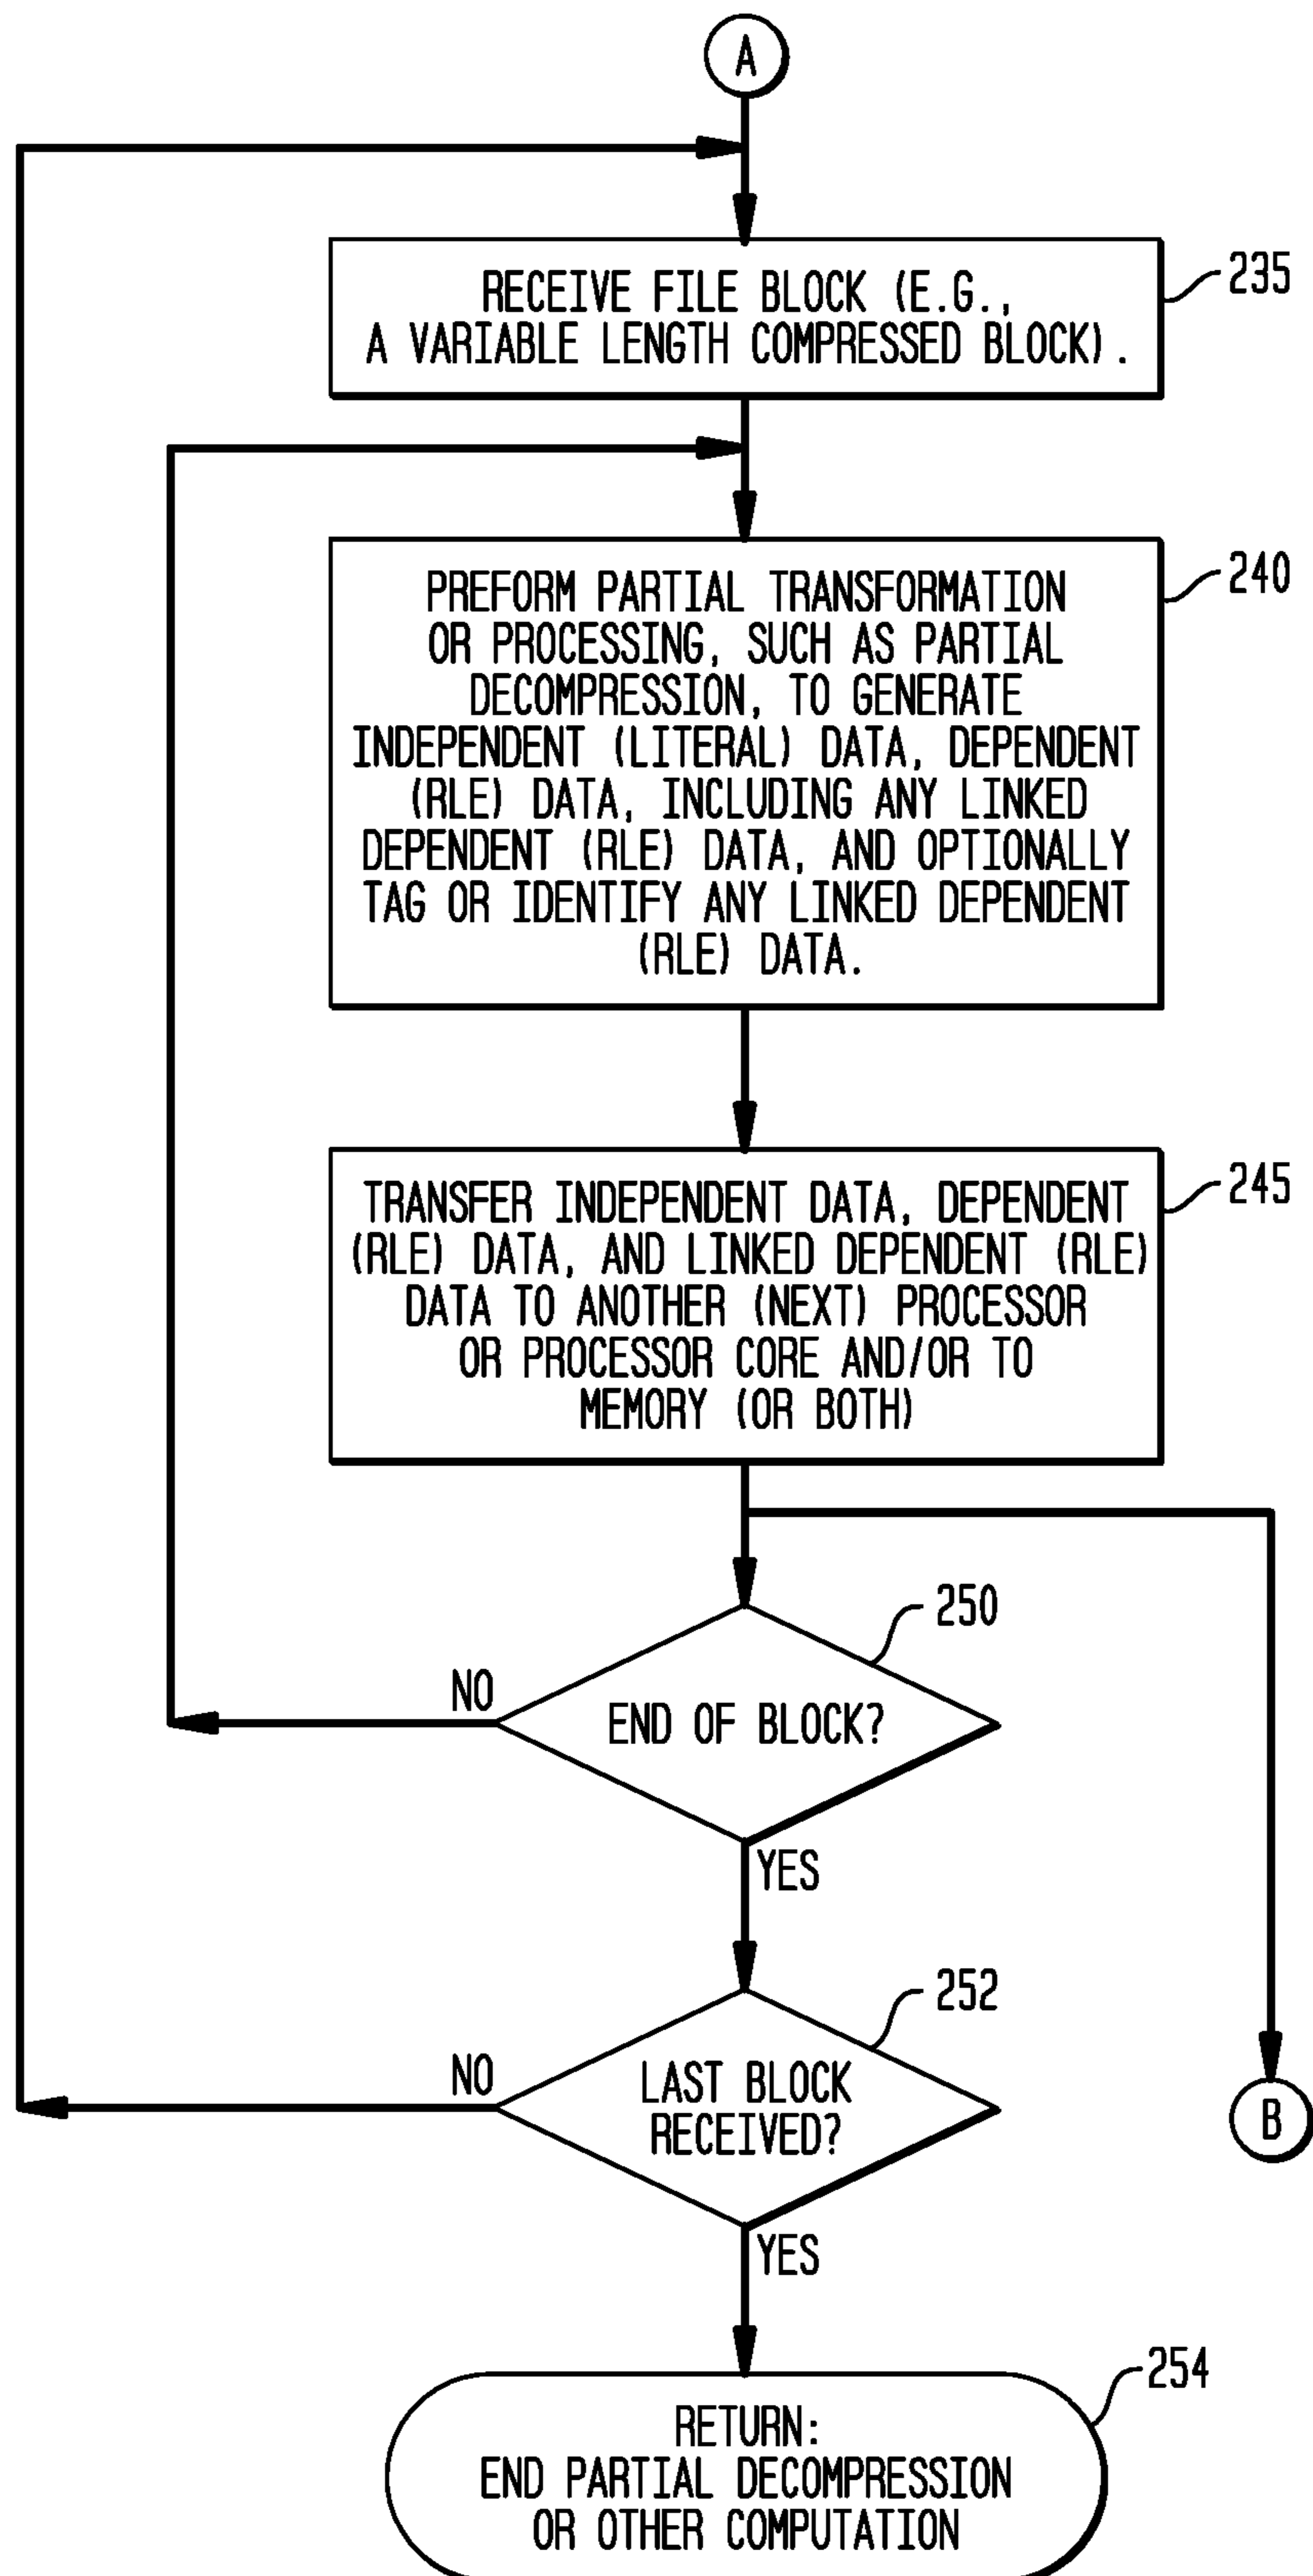 A
RECEIVE FILE BLOCK (E.G.,
A VARIABLE LENGTH COMPRESSED BLOCK).
235
PREFORM PARTIAL TRANSFORMATION
OR PROCESSING, SUCH AS PARTIAL
DECOMPRESSION, TO GENERATE
INDEPENDENT (LITERAL) DATA, DEPENDENT
(RLE) DATA, INCLUDING ANY LINKED
DEPENDENT (RLE) DATA, AND OPTIONALLY
TAG OR IDENTIFY ANY LINKED DEPENDENT
(RLE) DATA.
240
TRANSFER INDEPENDENT DATA, DEPENDENT
(RLE) DATA, AND LINKED DEPENDENT (RLE)
DATA TO ANOTHER (NEXT) PROCESSOR
OR PROCESSOR CORE AND/OR TO
MEMORY (OR BOTH)
245
250
NO
END OF BLOCK?
YES
252
NO
LAST BLOCK
RECEIVED?
B
YES
254
RETURN:
END PARTIAL DECOMPRESSION
OR OTHER COMPUTATION